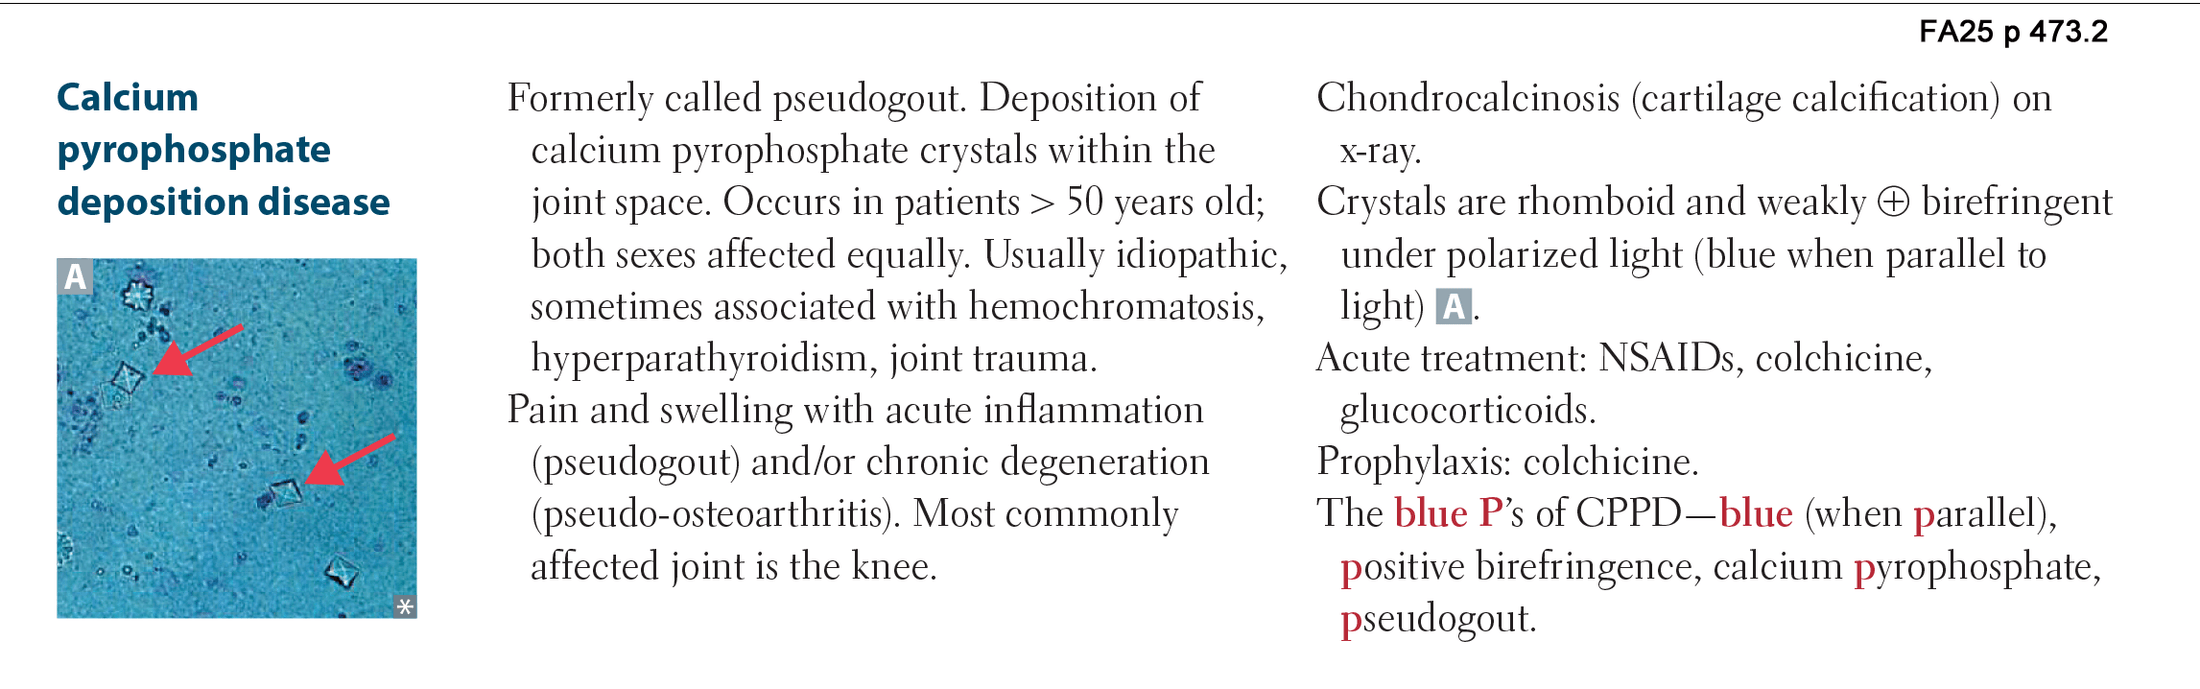 FA25 p 473.2
Calcium
pyrophosphate
deposition disease
A
*
Formerly called pseudogout. Deposition of
calcium pyrophosphate crystals within the
joint space. Occurs in patients > 50 years old;
both sexes affected equally. Usually idiopathic,
sometimes associated with hemochromatosis,
hyperparathyroidism, joint trauma.
Pain and swelling with acute inflammation
(pseudogout) and/or chronic degeneration
(pseudo-osteoarthritis). Most commonly
affected joint is the knee.
Chondrocalcinosis (cartilage calcification) on
x-ray.
Crystals are rhomboid and weakly ⊕ birefringent
under polarized light (blue when parallel to
light) A.
Acute treatment: NSAIDs, colchicine,
glucocorticoids.
Prophylaxis: colchicine.
The blue P’s of CPPD—blue (when parallel),
positive birefringence, calcium pyrophosphate,
pseudogout.